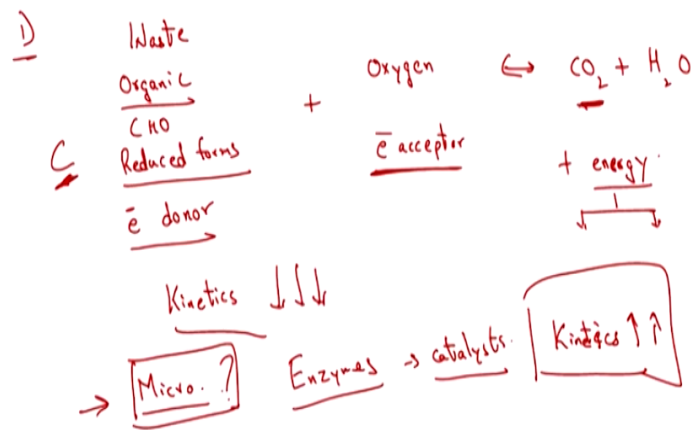 1)
Waste
Organic + Oxygen ↔ CO2 + H2O
CHO
C Reduced forms ē acceptor + energy.
ē donor
Kinetics ↓↓↓
→ Micro. ? Enzymes → catalysts. Kinetics ↑↑